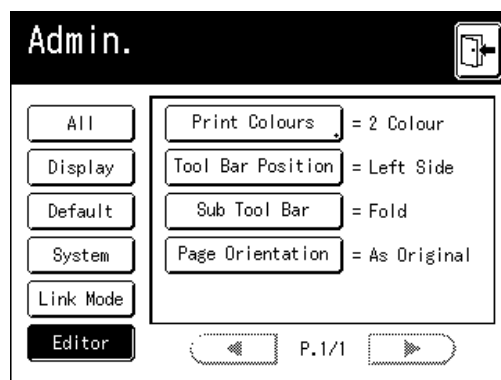 Admin.
All
Print Colours = 2 Colour
Display
Tool Bar Position = Left Side
Default
Sub Tool Bar = Fold
System
Page Orientation = As Original
Link Mode
Editor
P.1/1